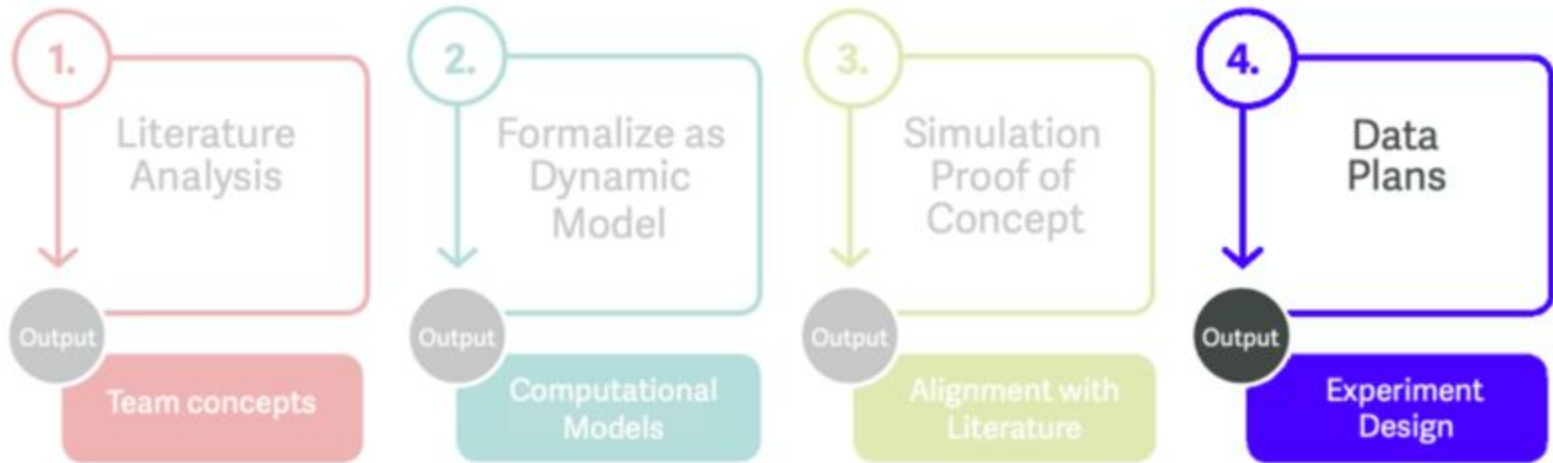 1.
Literature
Analysis
Output
Team concepts
2.
Formalize as
Dynamic
Model
Output
Computational
Models
3.
Simulation
Proof of
Concept
Output
Alignment with
Literature
4.
Data
Plans
Output
Experiment
Design